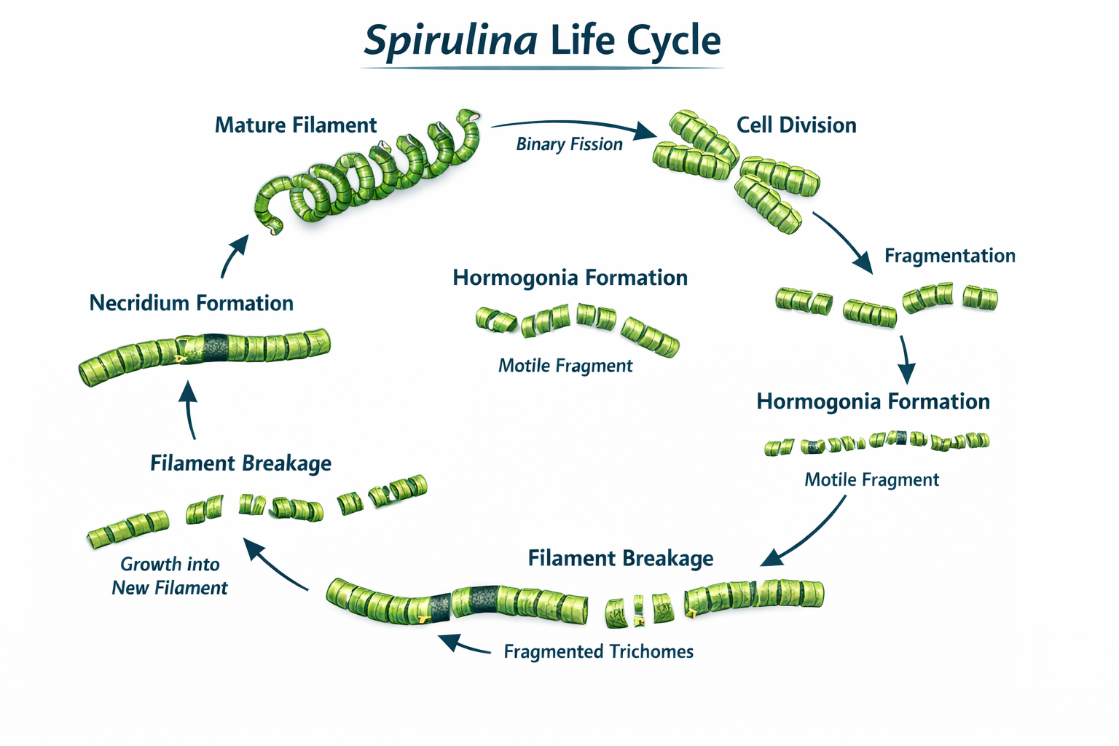 Spirulina Life Cycle
Mature Filament
Binary Fission
Cell Division
Fragmentation
Hormogonia Formation
Motile Fragment
Necridium Formation
Hormogonia Formation
Motile Fragment
Filament Breakage
Growth into
New Filament
Filament Breakage
Fragmented Trichomes